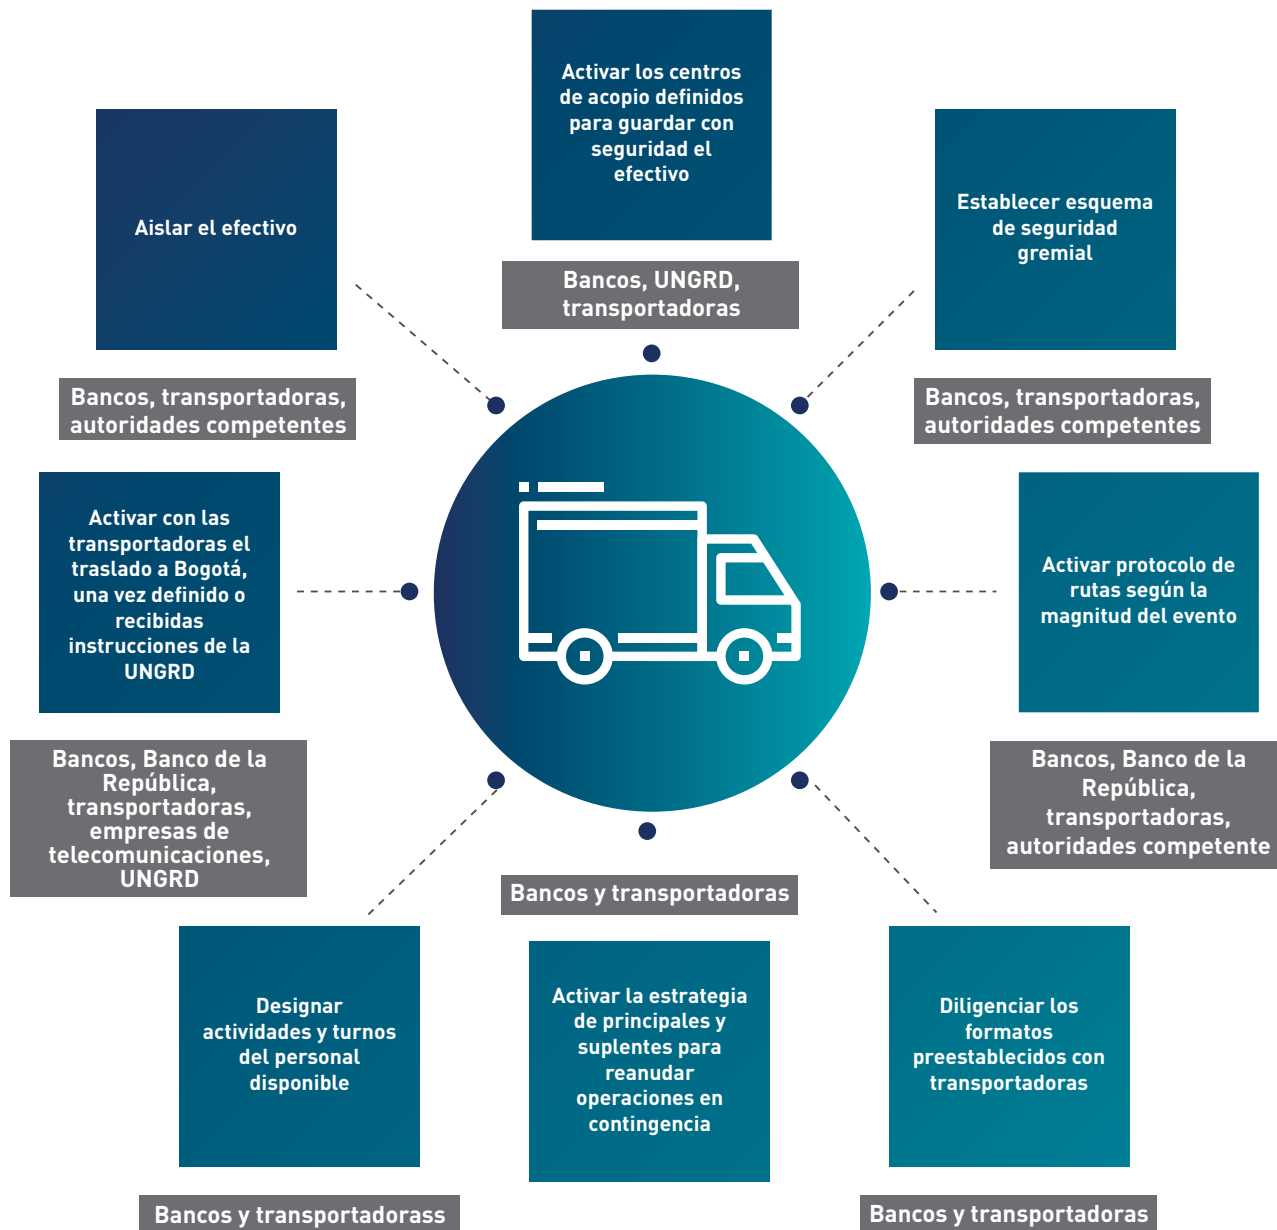 Activar los centros
de acopio definidos
para guardar con
seguridad el
efectivo
Bancos, UNGRD,
transportadoras
Aislar el efectivo
Bancos, transportadoras,
autoridades competentes
Establecer esquema
de seguridad
gremial
Bancos, transportadoras,
autoridades competentes
Activar con las
transportadoras el
traslado a Bogotá,
una vez definido o
recibidas
instrucciones de la
UNGRD
Bancos, Banco de la
República,
transportadoras,
empresas de
telecomunicaciones,
UNGRD
Activar protocolo de
rutas según la
magnitud del evento
Bancos, Banco de la
República,
transportadoras,
autoridades competente
Designar
actividades y turnos
del personal
disponible
Bancos y transportadorass
Bancos y transportadoras
Activar la estrategia
de principales y
suplentes para
reanudar
operaciones en
contingencia
Diligenciar los
formatos
preestablecidos con
transportadoras
Bancos y transportadoras